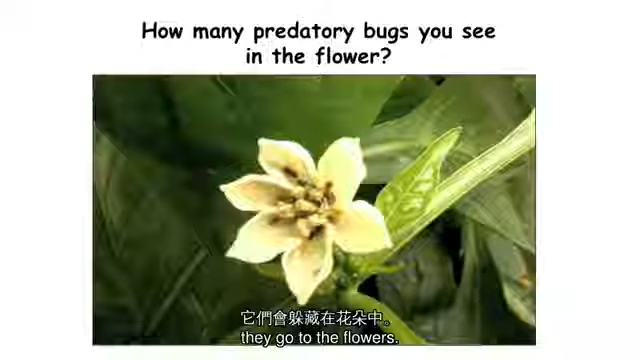 How many predatory bugs you see
in the flower?
它們會躲藏在花朵中。
they go to the flowers.